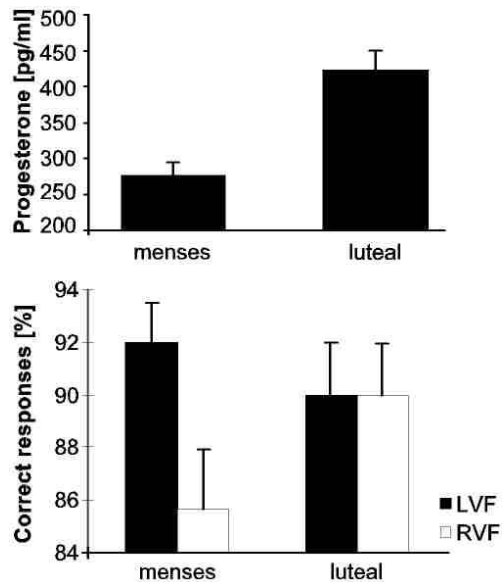 Progesterone [pg/ml]
500
450
400
350
300
250
200
menses luteal
Correct responses [%]
94
92
90
88
86
84
LVF
RVF
menses luteal